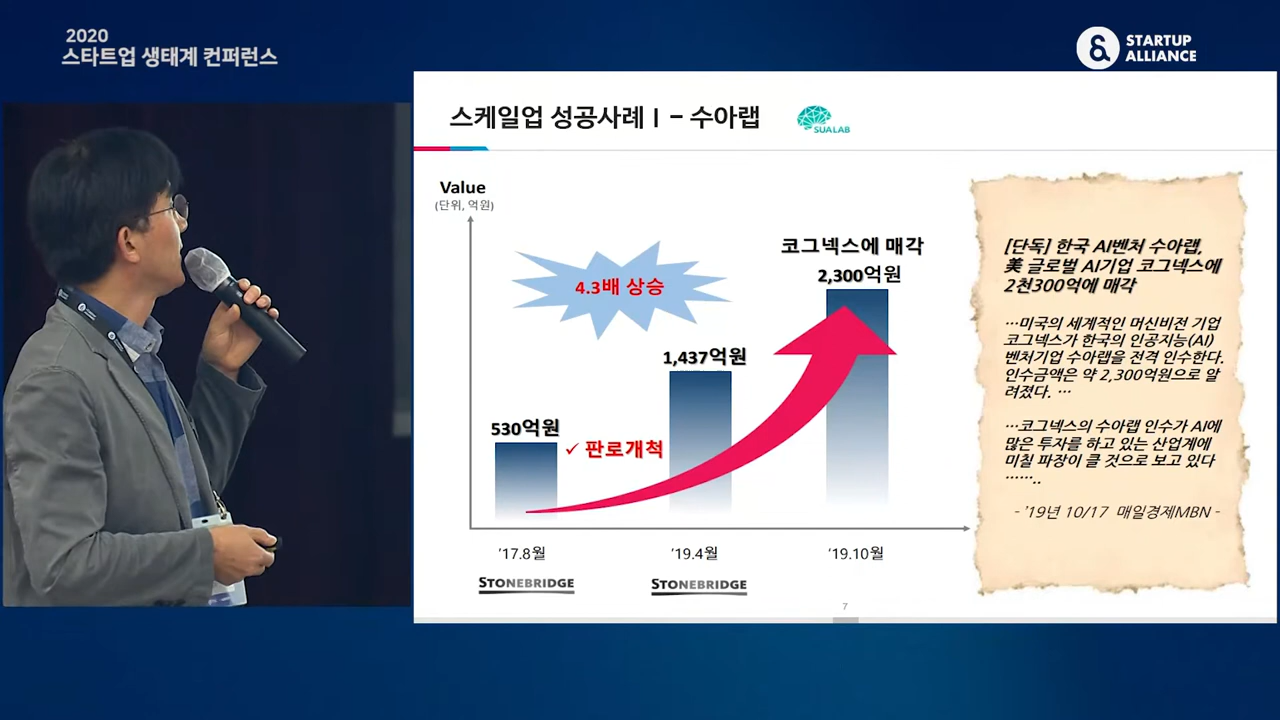 2020
스타트업 생태계 컨퍼런스
STARTUP
ALLIANCE
스케일업 성공사례 I - 수아랩
SUALAB
Value
(단위, 억원)
4.3배 상승
코그넥스에 매각
2,300억원
1,437억원
530억원
✓ 판로개척
’17.8월
’19.4월
’19.10월
STONEBRIDGE
STONEBRIDGE
[단독] 한국 AI벤처 수아랩,
美 글로벌 AI기업 코그넥스에
2천300억에 매각
…미국의 세계적인 머신비전 기업
코그넥스가 한국의 인공지능(AI)
벤처기업 수아랩을 전격 인수한다.
인수금액은 약 2,300억원으로 알
려졌다. …
…코그넥스의 수아랩 인수가 AI에
많은 투자를 하고 있는 산업계에
미칠 파장이 클 것으로 보고 있다
……..
- ’19년 10/17 매일경제MBN -
7